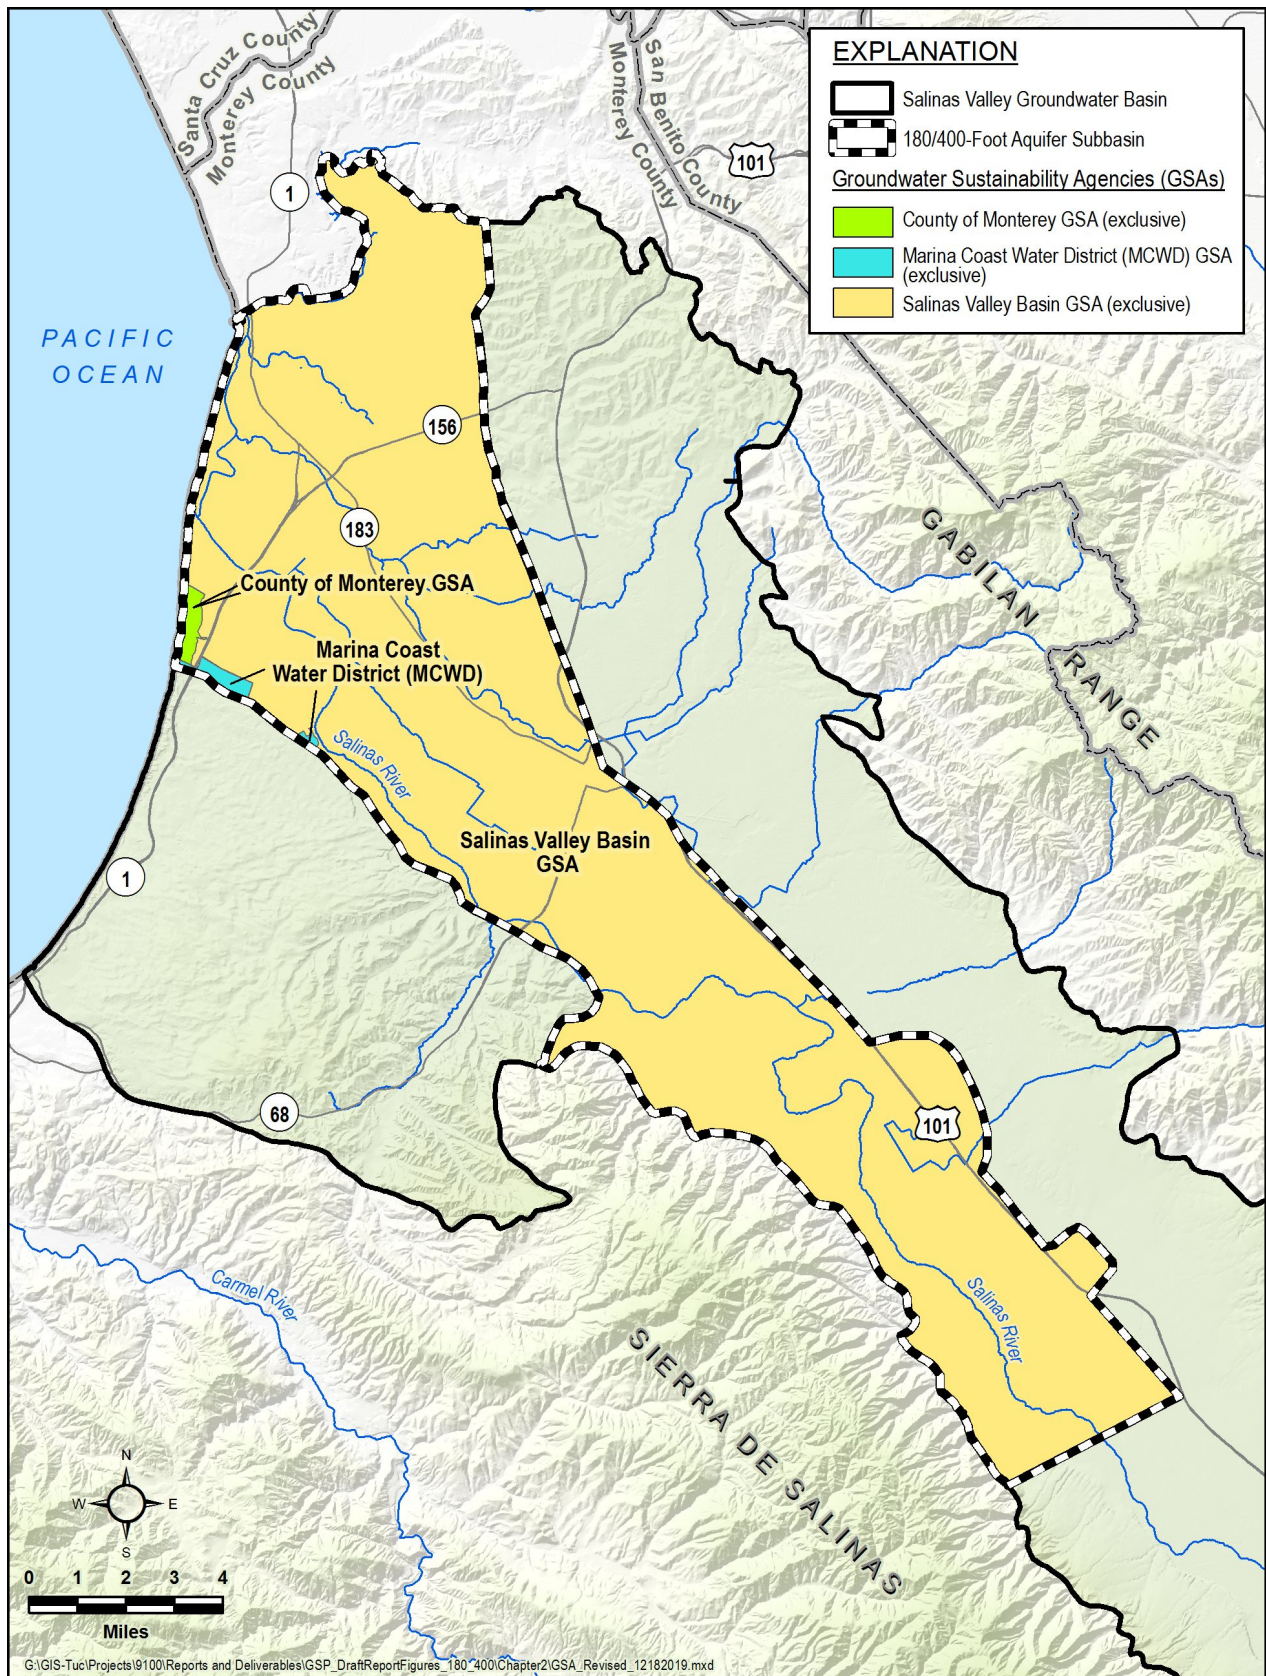 EXPLANATION
Salinas Valley Groundwater Basin
180/400-Foot Aquifer Subbasin
Groundwater Sustainability Agencies (GSAs)
County of Monterey GSA (exclusive)
Marina Coast Water District (MCWD) GSA
(exclusive)
Salinas Valley Basin GSA (exclusive)
Santa Cruz County
Monterey County
Monterey County
San Benito County
101
1
PACIFIC
OCEAN
156
183
GABILAN RANGE
County of Monterey GSA
Marina Coast
Water District (MCWD)
Salinas River
Salinas Valley Basin
GSA
1
68
101
Salinas River
Carmel River
SIERRA DE SALINAS
N
W
E
S
0 1 2 3 4
Miles
G:\GIS-Tuc\Projects\9100\Reports and Deliverables\GSP_DraftReportFigures_180_400\Chapter2\GSA_Revised_12182019.mxd